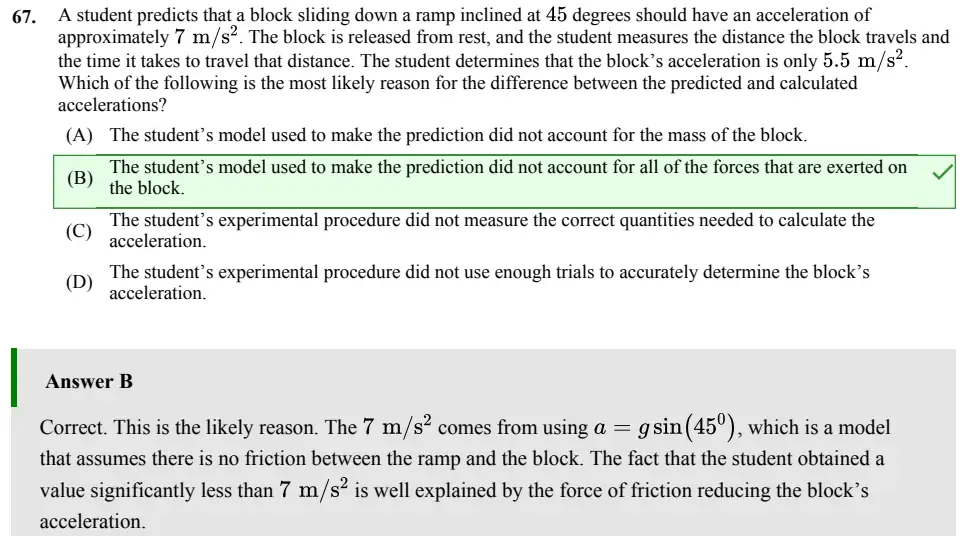 67. A student predicts that a block sliding down a ramp inclined at 45 degrees should have an acceleration of
approximately 7 m/s². The block is released from rest, and the student measures the distance the block travels and
the time it takes to travel that distance. The student determines that the block's acceleration is only 5.5 m/s².
Which of the following is the most likely reason for the difference between the predicted and calculated
accelerations?
(A) The student's model used to make the prediction did not account for the mass of the block.
(B) The student's model used to make the prediction did not account for all of the forces that are exerted on
the block.
(C) The student's experimental procedure did not measure the correct quantities needed to calculate the
acceleration.
(D) The student's experimental procedure did not use enough trials to accurately determine the block's
acceleration.
Answer B
Correct. This is the likely reason. The 7 m/s² comes from using a = g sin(45⁰), which is a model
that assumes there is no friction between the ramp and the block. The fact that the student obtained a
value significantly less than 7 m/s² is well explained by the force of friction reducing the block's
acceleration.